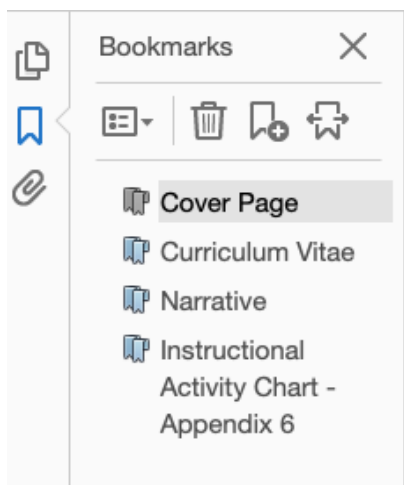 Bookmarks
Cover Page
Curriculum Vitae
Narrative
Instructional
Activity Chart -
Appendix 6